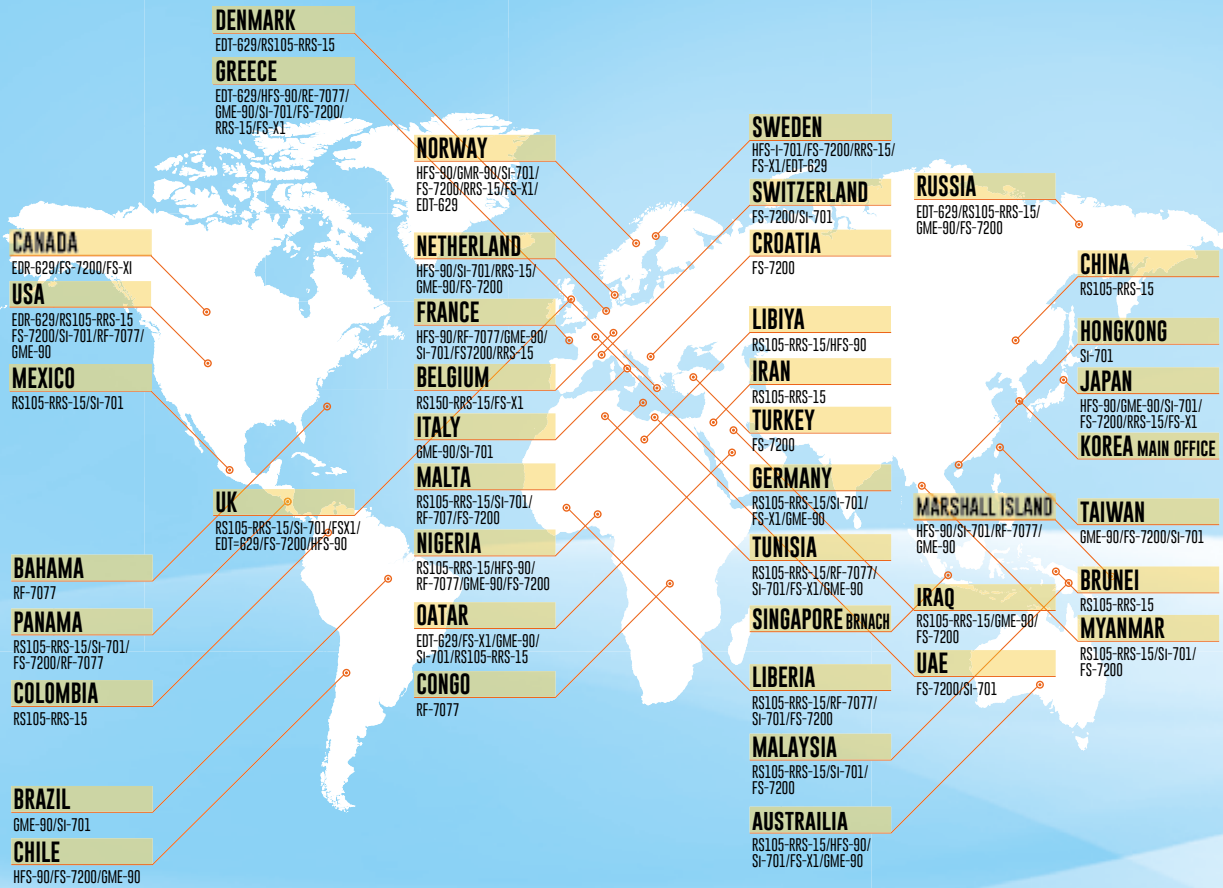 DENMARK
EDT-629/RS105-RRS-15
GREECE
EDT-629/HFS-90/RE-7077/
GME-90/SI-701/FS-7200/
RRS-15/FS-X1
NORWAY
HFS-90/GMR-90/SI-701/
FS-7200/RRS-15/FS-X1/
EDT-629
SWEDEN
HFS-I-701/FS-7200/RRS-15/
FS-X1/EDT-629
SWITZERLAND
FS-7200/SI-701
CROATIA
FS-7200
RUSSIA
EDT-629/RS105-RRS-15/
GME-90/FS-7200
CANADA
EDR-629/FS-7200/FS-XI
USA
EDR-629/RS105-RRS-15
FS-7200/SI-701/RF-7077/
GME-90
MEXICO
RS105-RRS-15/SI-701
NETHERLAND
HFS-90/SI-701/RRS-15/
GME-90/FS-7200
FRANCE
HFS-90/RF-7077/GME-90/
SI-701/FS7200/RRS-15
BELGIUM
RS150-RRS-15/FS-X1
ITALY
GME-90/SI-701
MALTA
RS105-RRS-15/SI-701/
RF-707/FS-7200
NIGERIA
RS105-RRS-15/HFS-90/
RF-7077/GME-90/FS-7200
QATAR
EDT-629/FS-X1/GME-90/
SI-701/RS105-RRS-15
CONGO
RF-7077
LIBIYA
RS105-RRS-15/HFS-90
IRAN
RS105-RRS-15
TURKEY
FS-7200
GERMANY
RS105-RRS-15/SI-701/
FS-X1/GME-90
TUNISIA
RS105-RRS-15/RF-7077/
SI-701/FS-X1/GME-90
SINGAPORE BRNACH
LIBERIA
RS105-RRS-15/RF-7077/
SI-701/FS-7200
MALAYSIA
RS105-RRS-15/SI-701/
FS-7200
AUSTRAILIA
RS105-RRS-15/HFS-90/
SI-701/FS-X1/GME-90
CHINA
RS105-RRS-15
HONGKONG
SI-701
JAPAN
HFS-90/GME-90/SI-701/
FS-7200/RRS-15/FS-X1
KOREA MAIN OFFICE
MARSHALL ISLAND
HFS-90/SI-701/RF-7077/
GME-90
IRAQ
RS105-RRS-15/GME-90/
FS-7200
UAE
FS-7200/SI-701
TAIWAN
GME-90/FS-7200/SI-701
BRUNEI
RS105-RRS-15
MYANMAR
RS105-RRS-15/SI-701/
FS-7200
UK
RS105-RRS-15/SI-701/FSX1/
EDT=629/FS-7200/HFS-90
BAHAMA
RF-7077
PANAMA
RS105-RRS-15/SI-701/
FS-7200/RF-7077
COLOMBIA
RS105-RRS-15
BRAZIL
GME-90/SI-701
CHILE
HFS-90/FS-7200/GME-90